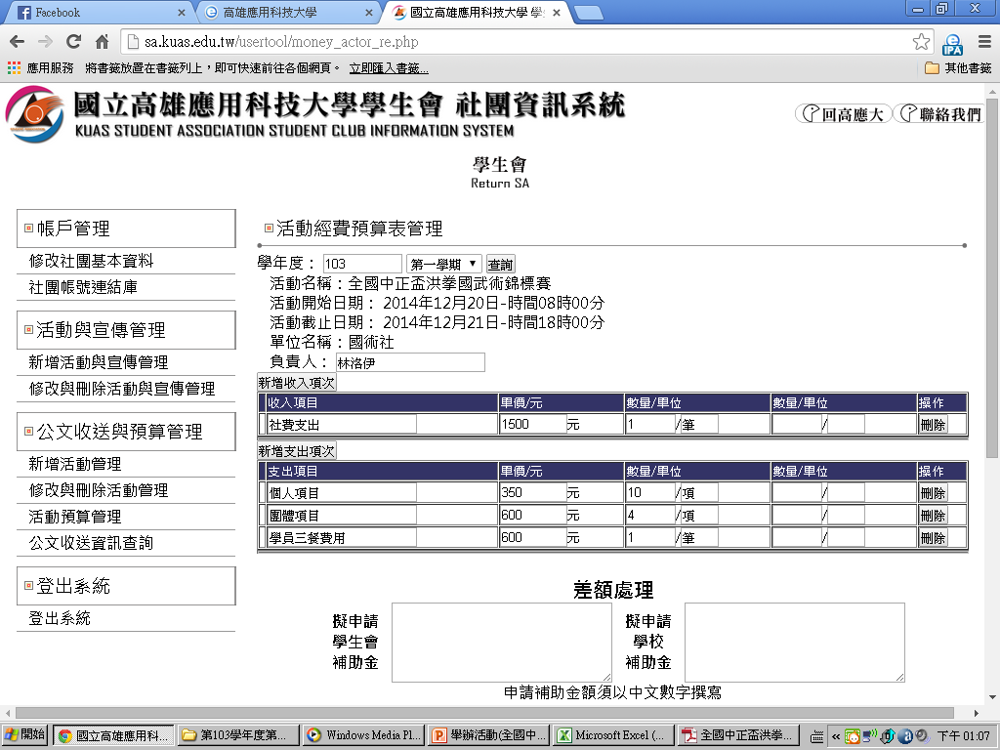 Facebook
高雄應用科技大學
國立高雄應用科技大學 學
sa.kuas.edu.tw/usertool/money_actor_re.php
IPA
應用服務 將書籤放置在書籤列上，即可快速前往各個網頁。 立即匯入書籤...
其他書籤
國立高雄應用科技大學學生會 社團資訊系統
KUAS STUDENT ASSOCIATION STUDENT CLUB INFORMATION SYSTEM
回高應大
聯絡我們
學生會
Return SA
帳戶管理
修改社團基本資料
社團帳號連結庫
活動與宣傳管理
新增活動與宣傳管理
修改與刪除活動與宣傳管理
公文收送與預算管理
新增活動管理
修改與刪除活動管理
活動預算管理
公文收送資訊查詢
登出系統
登出系統
活動經費預算表管理
學年度： 103 第一學期 查詢
活動名稱：全國中正盃洪拳國武術錦標賽
活動開始日期： 2014年12月20日-時間08時00分
活動截止日期： 2014年12月21日-時間18時00分
單位名稱：國術社
負責人： 林洛伊
新增收入項次
收入項目 單價/元 數量/單位 數量/單位 操作
社費支出 1500 元 1 /筆 / 刪除
新增支出項次
支出項目 單價/元 數量/單位 數量/單位 操作
個人項目 350 元 10 /項 / 刪除
團體項目 600 元 4 /項 / 刪除
學員三餐費用 600 元 1 /筆 / 刪除
差額處理
擬申請
學生會
補助金
擬申請
學校
補助金
申請補助金額須以中文數字撰寫
開始
國立高雄應用科...
第103學年度第...
Windows Media Pl...
舉辦活動(全國中...
Microsoft Excel (...
全國中正盃洪拳...
下午 01:07